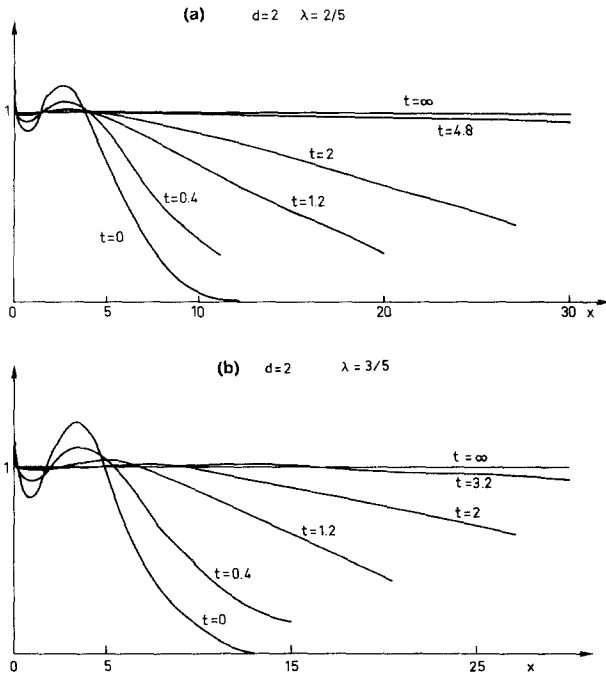 (a) d=2 λ = 2/5
1
t=∞
t=4.8
t=2
t=1.2
t=0.4
t=0
0 5 10 20 30 x
(b) d=2 λ = 3/5
1
t=∞
t=3.2
t=2
t=1.2
t=0.4
t=0
0 5 15 25 x